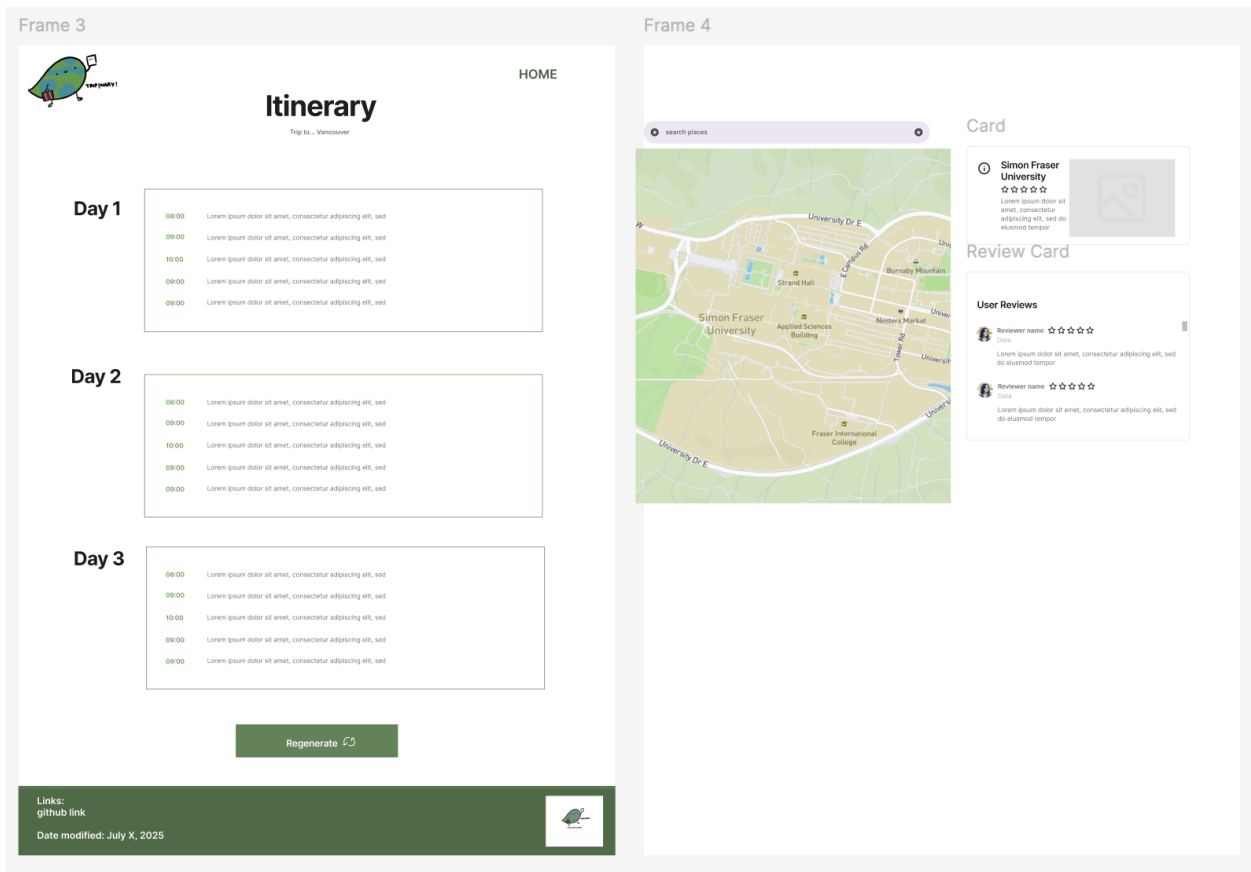 Frame 3
TRIPINARY!
HOME
Itinerary
Trip to... Vancouver
Day 1
08:00 Lorem ipsum dolor sit amet, consectetur adipiscing elit, sed
09:00 Lorem ipsum dolor sit amet, consectetur adipiscing elit, sed
10:00 Lorem ipsum dolor sit amet, consectetur adipiscing elit, sed
09:00 Lorem ipsum dolor sit amet, consectetur adipiscing elit, sed
09:00 Lorem ipsum dolor sit amet, consectetur adipiscing elit, sed
Day 2
08:00 Lorem ipsum dolor sit amet, consectetur adipiscing elit, sed
09:00 Lorem ipsum dolor sit amet, consectetur adipiscing elit, sed
10:00 Lorem ipsum dolor sit amet, consectetur adipiscing elit, sed
09:00 Lorem ipsum dolor sit amet, consectetur adipiscing elit, sed
09:00 Lorem ipsum dolor sit amet, consectetur adipiscing elit, sed
Day 3
08:00 Lorem ipsum dolor sit amet, consectetur adipiscing elit, sed
09:00 Lorem ipsum dolor sit amet, consectetur adipiscing elit, sed
10:00 Lorem ipsum dolor sit amet, consectetur adipiscing elit, sed
09:00 Lorem ipsum dolor sit amet, consectetur adipiscing elit, sed
09:00 Lorem ipsum dolor sit amet, consectetur adipiscing elit, sed
Regenerate
Links:
github link
Date modified: July X, 2025
Frame 4
search places
University Dr E
W
Univ
E Campus Rd
Burnaby Mountain
Strand Hall
Simon Fraser
University
Applied Sciences
Building
Nesters Market
Univer
Tower Rd
Universit
Universi
Fraser International
College
University Dr E
Card
Simon Fraser
University
Lorem ipsum dolor sit
amet, consectetur
adipiscing elit, sed do
eiusmod tempor
Review Card
User Reviews
Reviewer name
Date
Lorem ipsum dolor sit amet, consectetur adipiscing elit, sed
do eiusmod tempor
Reviewer name
Date
Lorem ipsum dolor sit amet, consectetur adipiscing elit, sed
do eiusmod tempor